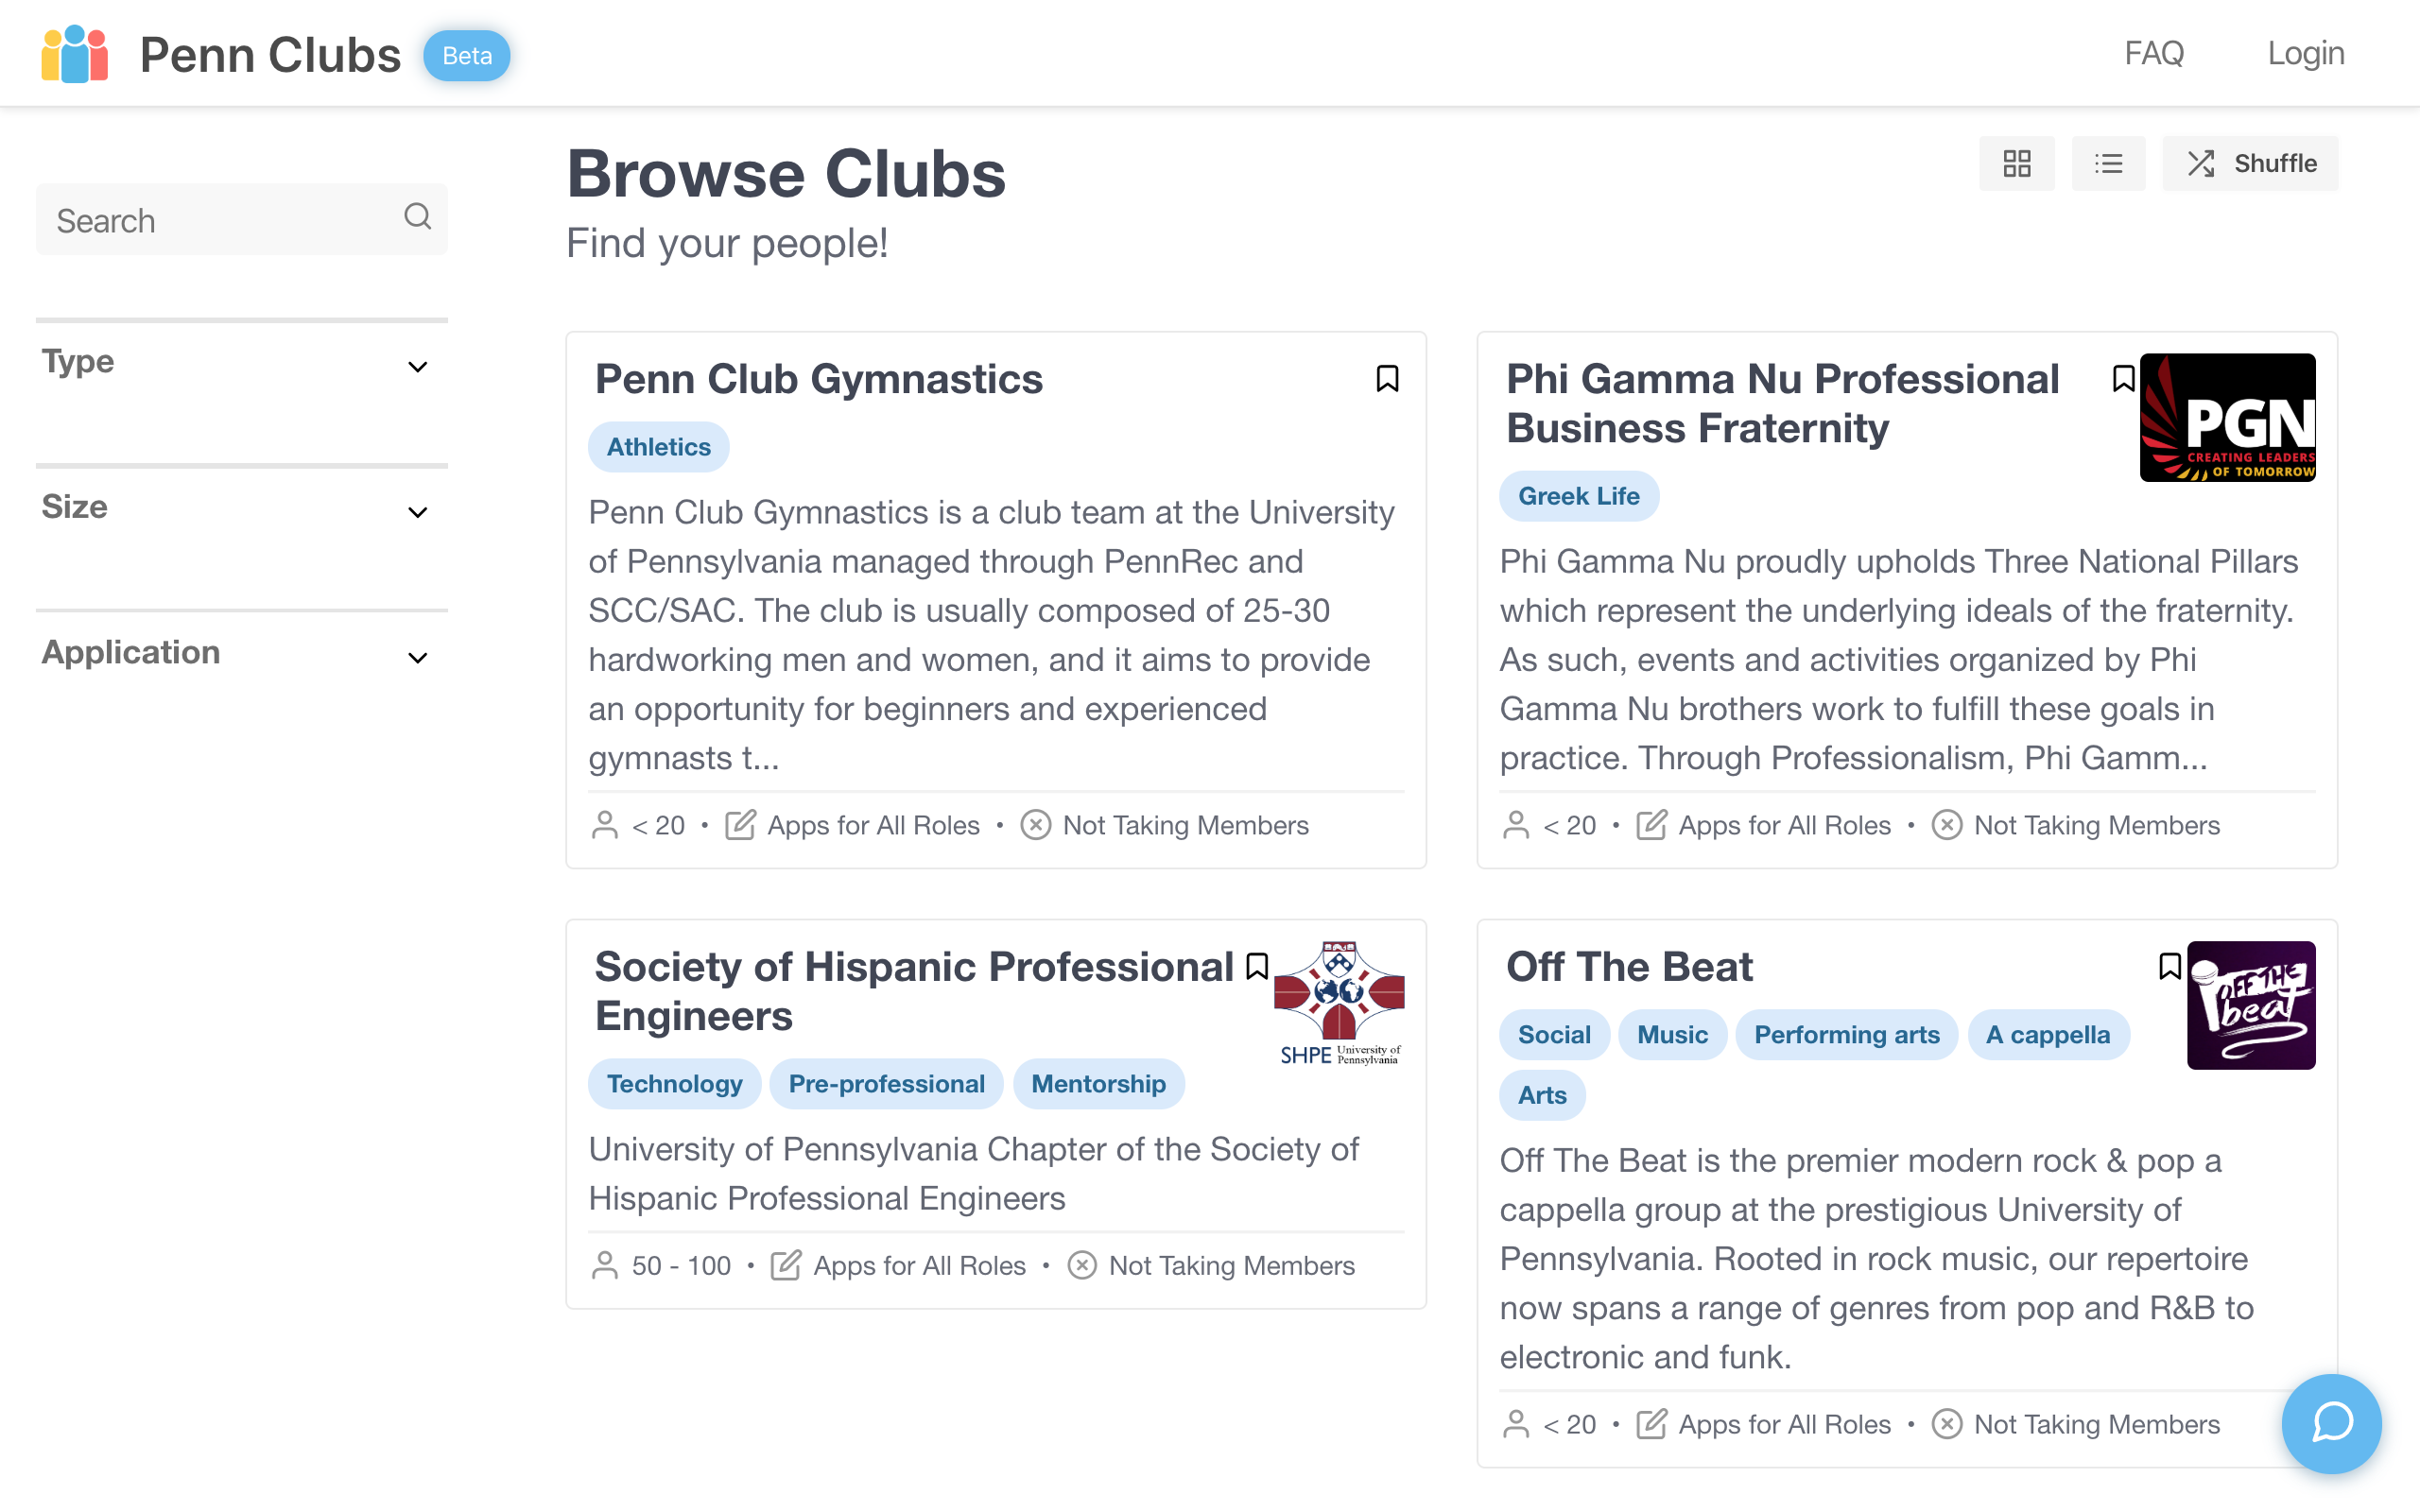 Penn Clubs
Beta
FAQ
Login
Search
Type
Size
Application
Browse Clubs
Find your people!
Shuffle
Penn Club Gymnastics
Athletics
Penn Club Gymnastics is a club team at the University
of Pennsylvania managed through PennRec and
SCC/SAC. The club is usually composed of 25-30
hardworking men and women, and it aims to provide
an opportunity for beginners and experienced
gymnasts t...
< 20 • Apps for All Roles • Not Taking Members
Phi Gamma Nu Professional
Business Fraternity
PGN
CREATING LEADERS
OF TOMORROW
Greek Life
Phi Gamma Nu proudly upholds Three National Pillars
which represent the underlying ideals of the fraternity.
As such, events and activities organized by Phi
Gamma Nu brothers work to fulfill these goals in
practice. Through Professionalism, Phi Gamm...
< 20 • Apps for All Roles • Not Taking Members
Society of Hispanic Professional
Engineers
SHPE University of
Pennsylvania
Technology Pre-professional Mentorship
University of Pennsylvania Chapter of the Society of
Hispanic Professional Engineers
50 - 100 • Apps for All Roles • Not Taking Members
Off The Beat
OFF THE
beat
Social Music Performing arts A cappella
Arts
Off The Beat is the premier modern rock & pop a
cappella group at the prestigious University of
Pennsylvania. Rooted in rock music, our repertoire
now spans a range of genres from pop and R&B to
electronic and funk.
< 20 • Apps for All Roles • Not Taking Members